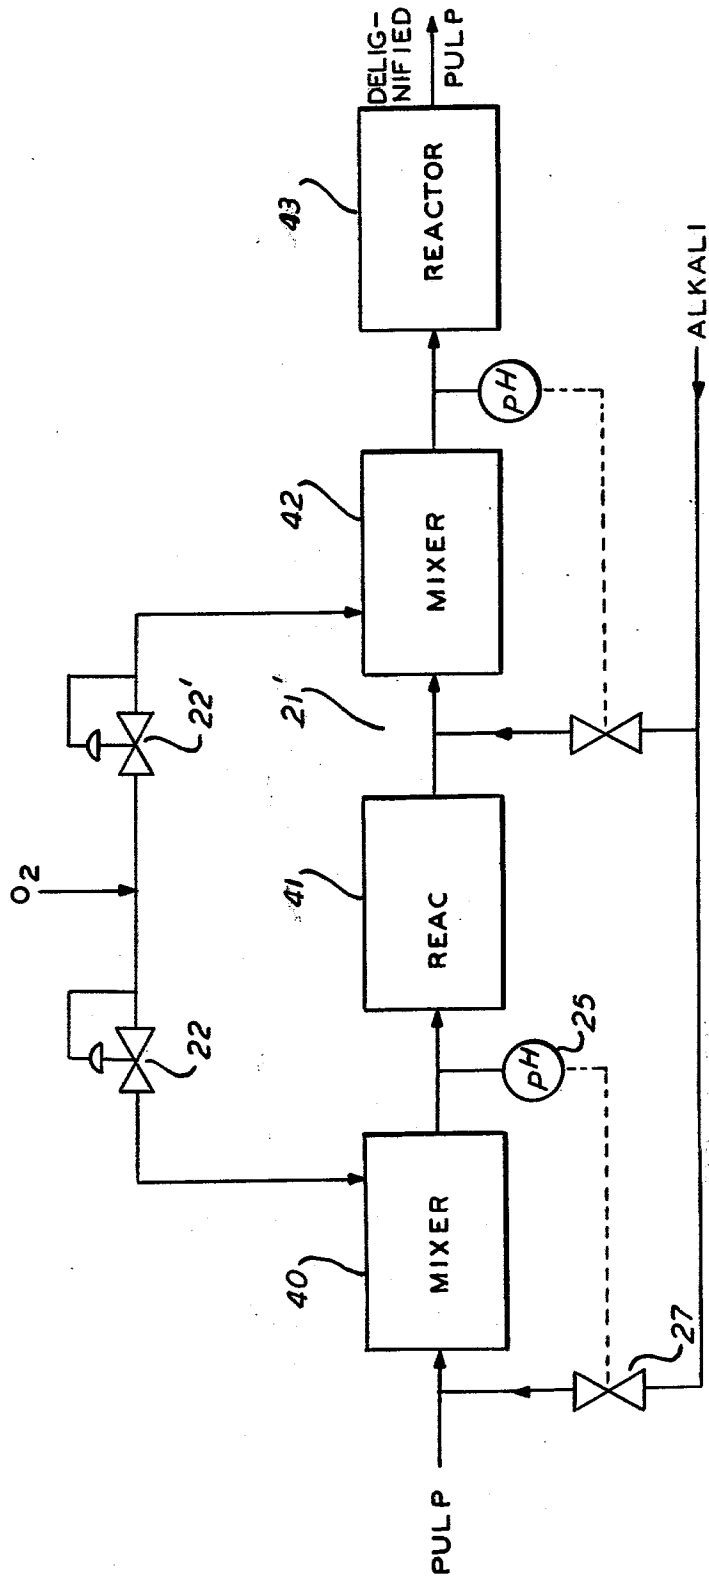 O2
22
22'
DELIG-
NIFIED
PULP
40
41
21'
42
43
PULP
MIXER
REAC
MIXER
REACTOR
pH
25
pH
27
ALKALI